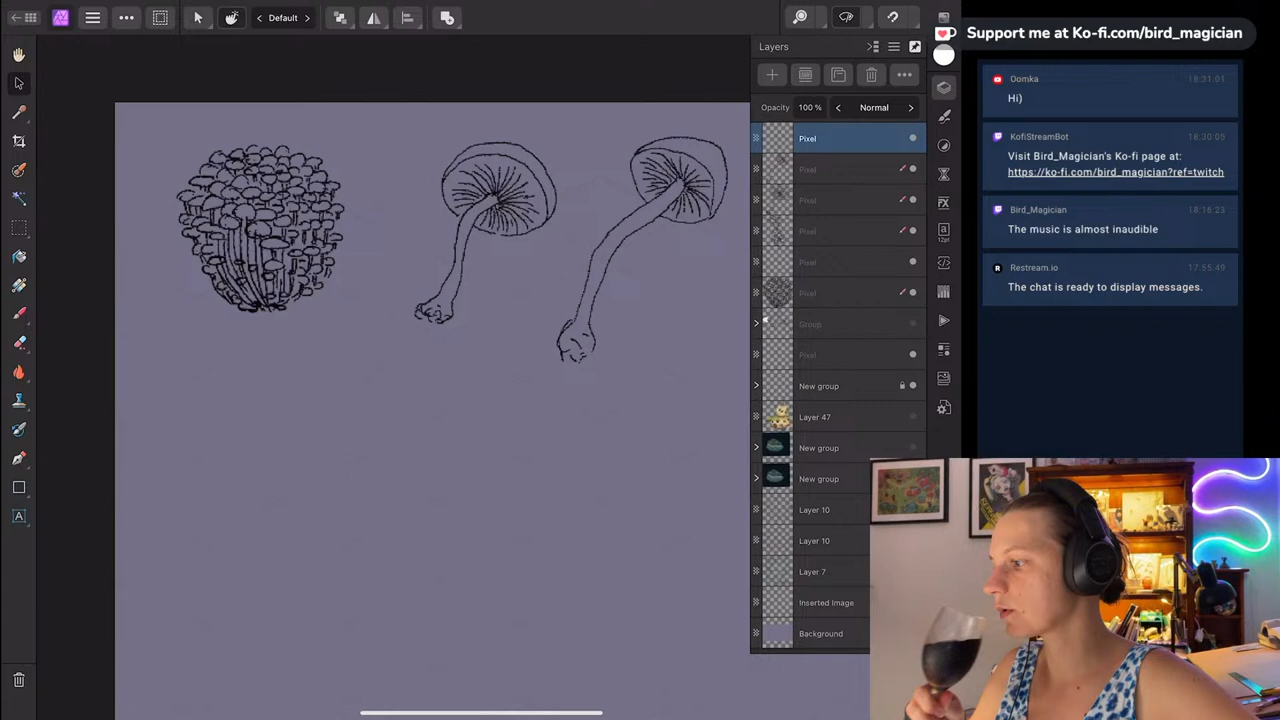 Default
Support me at Ko-fi.com/bird_magician
Layers
Opacity 100 % Normal
Pixel
Pixel
Pixel
Pixel
Pixel
Pixel
Group
Pixel
New group
Layer 47
New group
New group
Layer 10
Layer 10
Layer 7
Inserted Image
Background
FX
a
12pt
A
Oomka 18:31:01
Hi)
KofiStreamBot 18:30:05
Visit Bird_Magician's Ko-fi page at:
https://ko-fi.com/bird_magician?ref=twitch
Bird_Magician 18:16:23
The music is almost inaudible
Restream.io 17:55:49
The chat is ready to display messages.